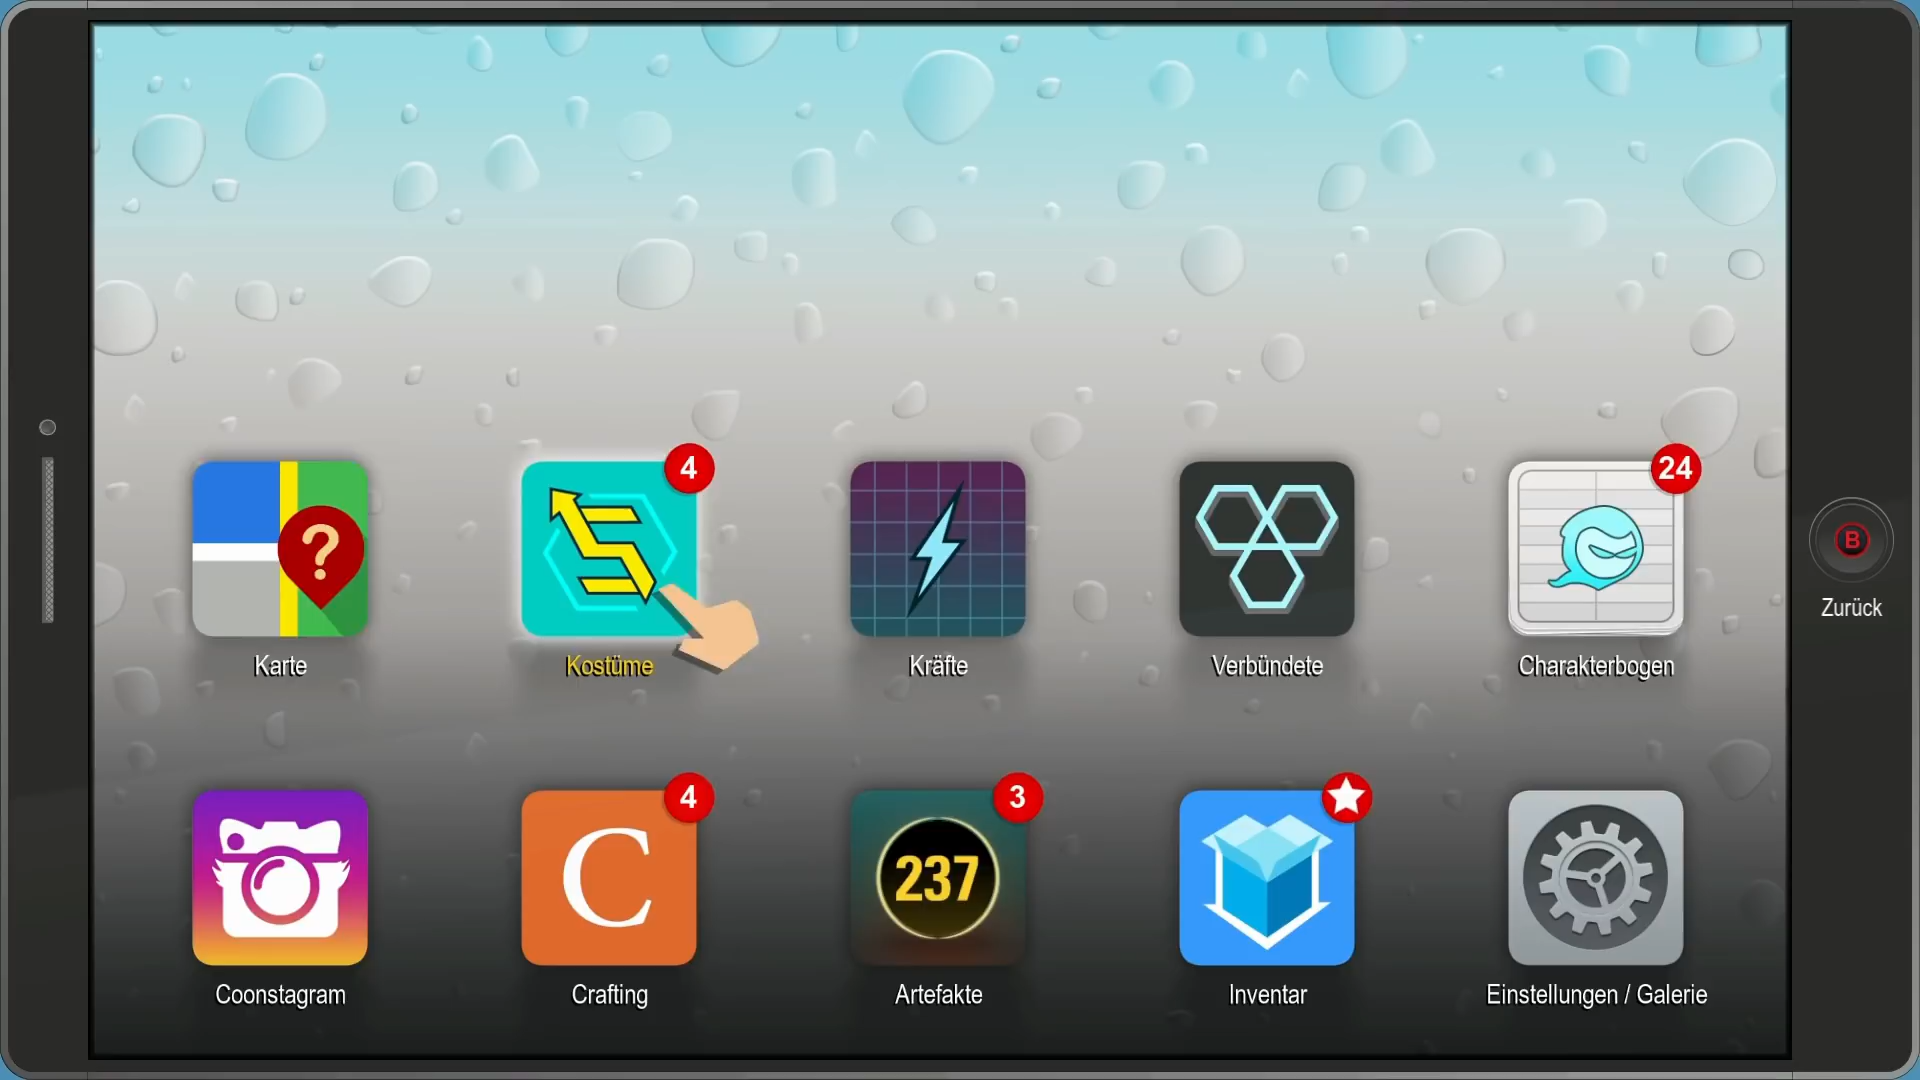 4
24
?
B
Zurück
Karte
Kostüme
Kräfte
Verbündete
Charakterbogen
4
3
C
237
Coonstagram
Crafting
Artefakte
Inventar
Einstellungen / Galerie